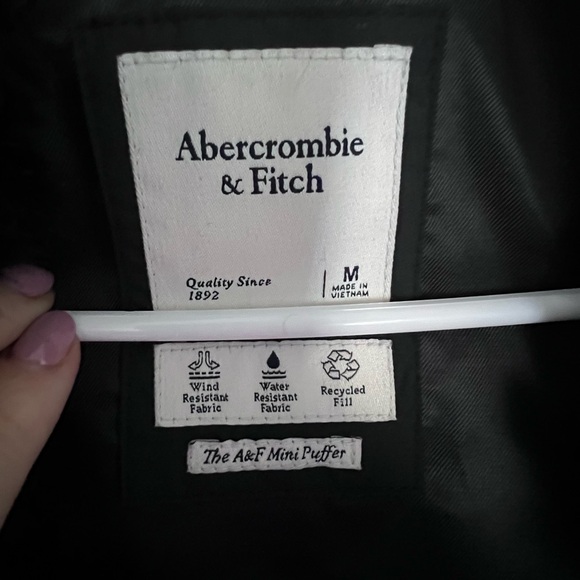 Abercrombie
& Fitch
Quality Since
1892
M
MADE IN
VIETNAM
Wind
Resistant
Fabric
Water
Resistant
Fabric
Recycled
Fill
The A&F Mini Puffer